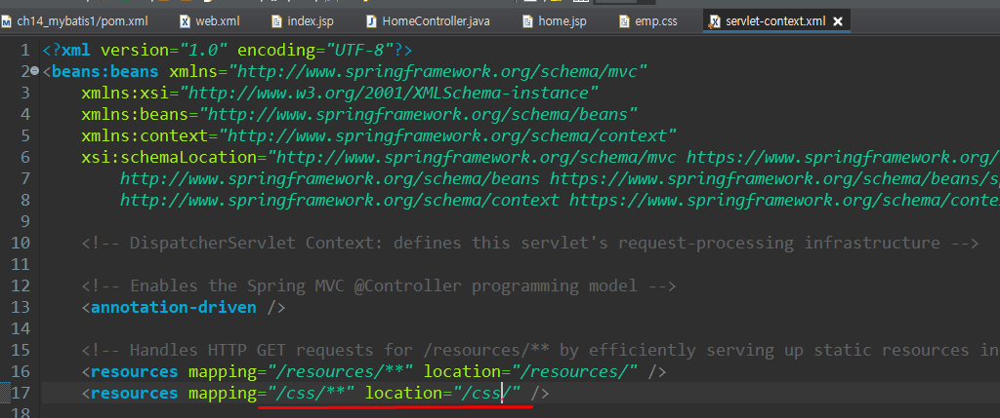 ch14_mybatis1/pom.xml web.xml index.jsp HomeController.java home.jsp emp.css servlet-context.xml
1 <?xml version="1.0" encoding="UTF-8"?>
2 <beans:beans xmlns="http://www.springframework.org/schema/mvc"
3 xmlns:xsi="http://www.w3.org/2001/XMLSchema-instance"
4 xmlns:beans="http://www.springframework.org/schema/beans"
5 xmlns:context="http://www.springframework.org/schema/context"
6 xsi:schemaLocation="http://www.springframework.org/schema/mvc https://www.springframework.org/
7 http://www.springframework.org/schema/beans https://www.springframework.org/schema/beans/s
8 http://www.springframework.org/schema/context https://www.springframework.org/schema/conte
9
10 <!-- DispatcherServlet Context: defines this servlet's request-processing infrastructure -->
11
12 <!-- Enables the Spring MVC @Controller programming model -->
13 <annotation-driven />
14
15 <!-- Handles HTTP GET requests for /resources/** by efficiently serving up static resources in
16 <resources mapping="/resources/**" location="/resources/" />
17 <resources mapping="/css/**" location="/css/" />
18